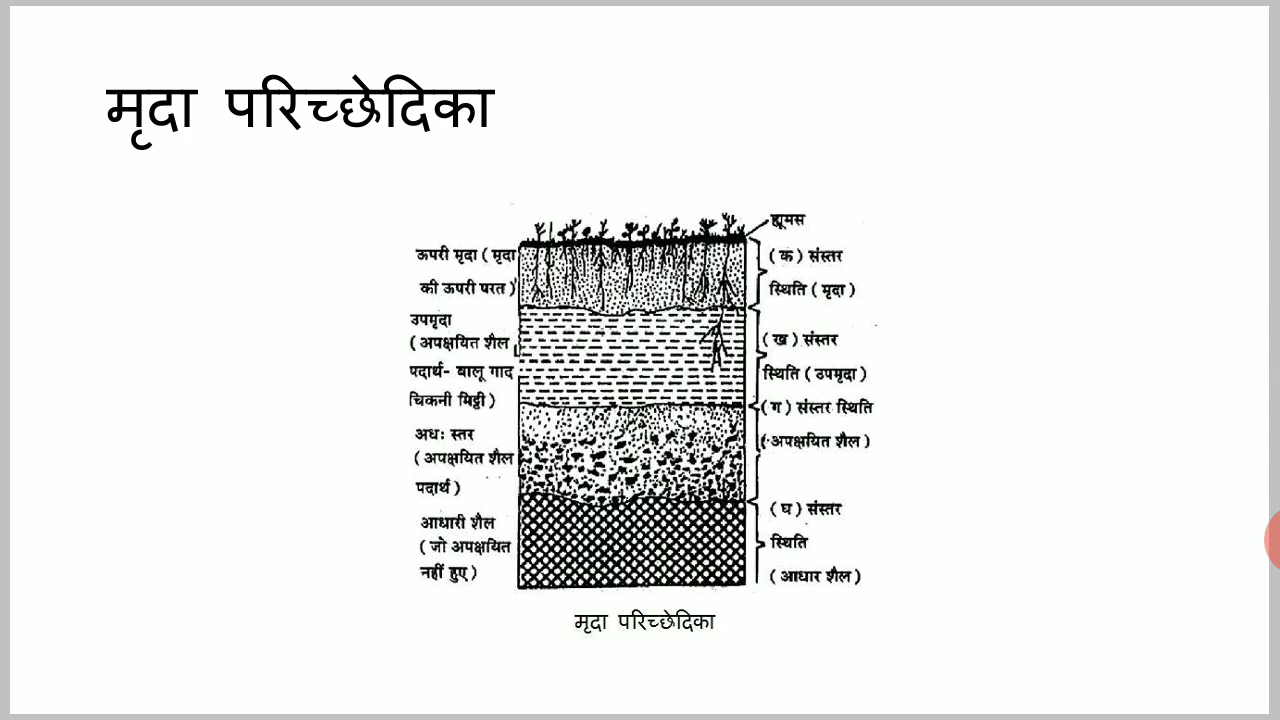 मृदा परिच्छेदिका
ह्यूमस
ऊपरी मृदा ( मृदा
की ऊपरी परत )
उपमृदा
( अपक्षयित शैल
पदार्थ- बालू गाद
चिकनी मिट्टी )
अधः स्तर
( अपक्षयित शैल
पदार्थ )
आधारी शैल
( जो अपक्षयित
नहीं हुए )
( क ) संस्तर
स्थिति ( मृदा )
( ख ) संस्तर
स्थिति ( उपमृदा )
( ग ) संस्तर स्थिति
( अपक्षयित शैल )
( घ ) संस्तर
स्थिति
( आधार शैल )
मृदा परिच्छेदिका